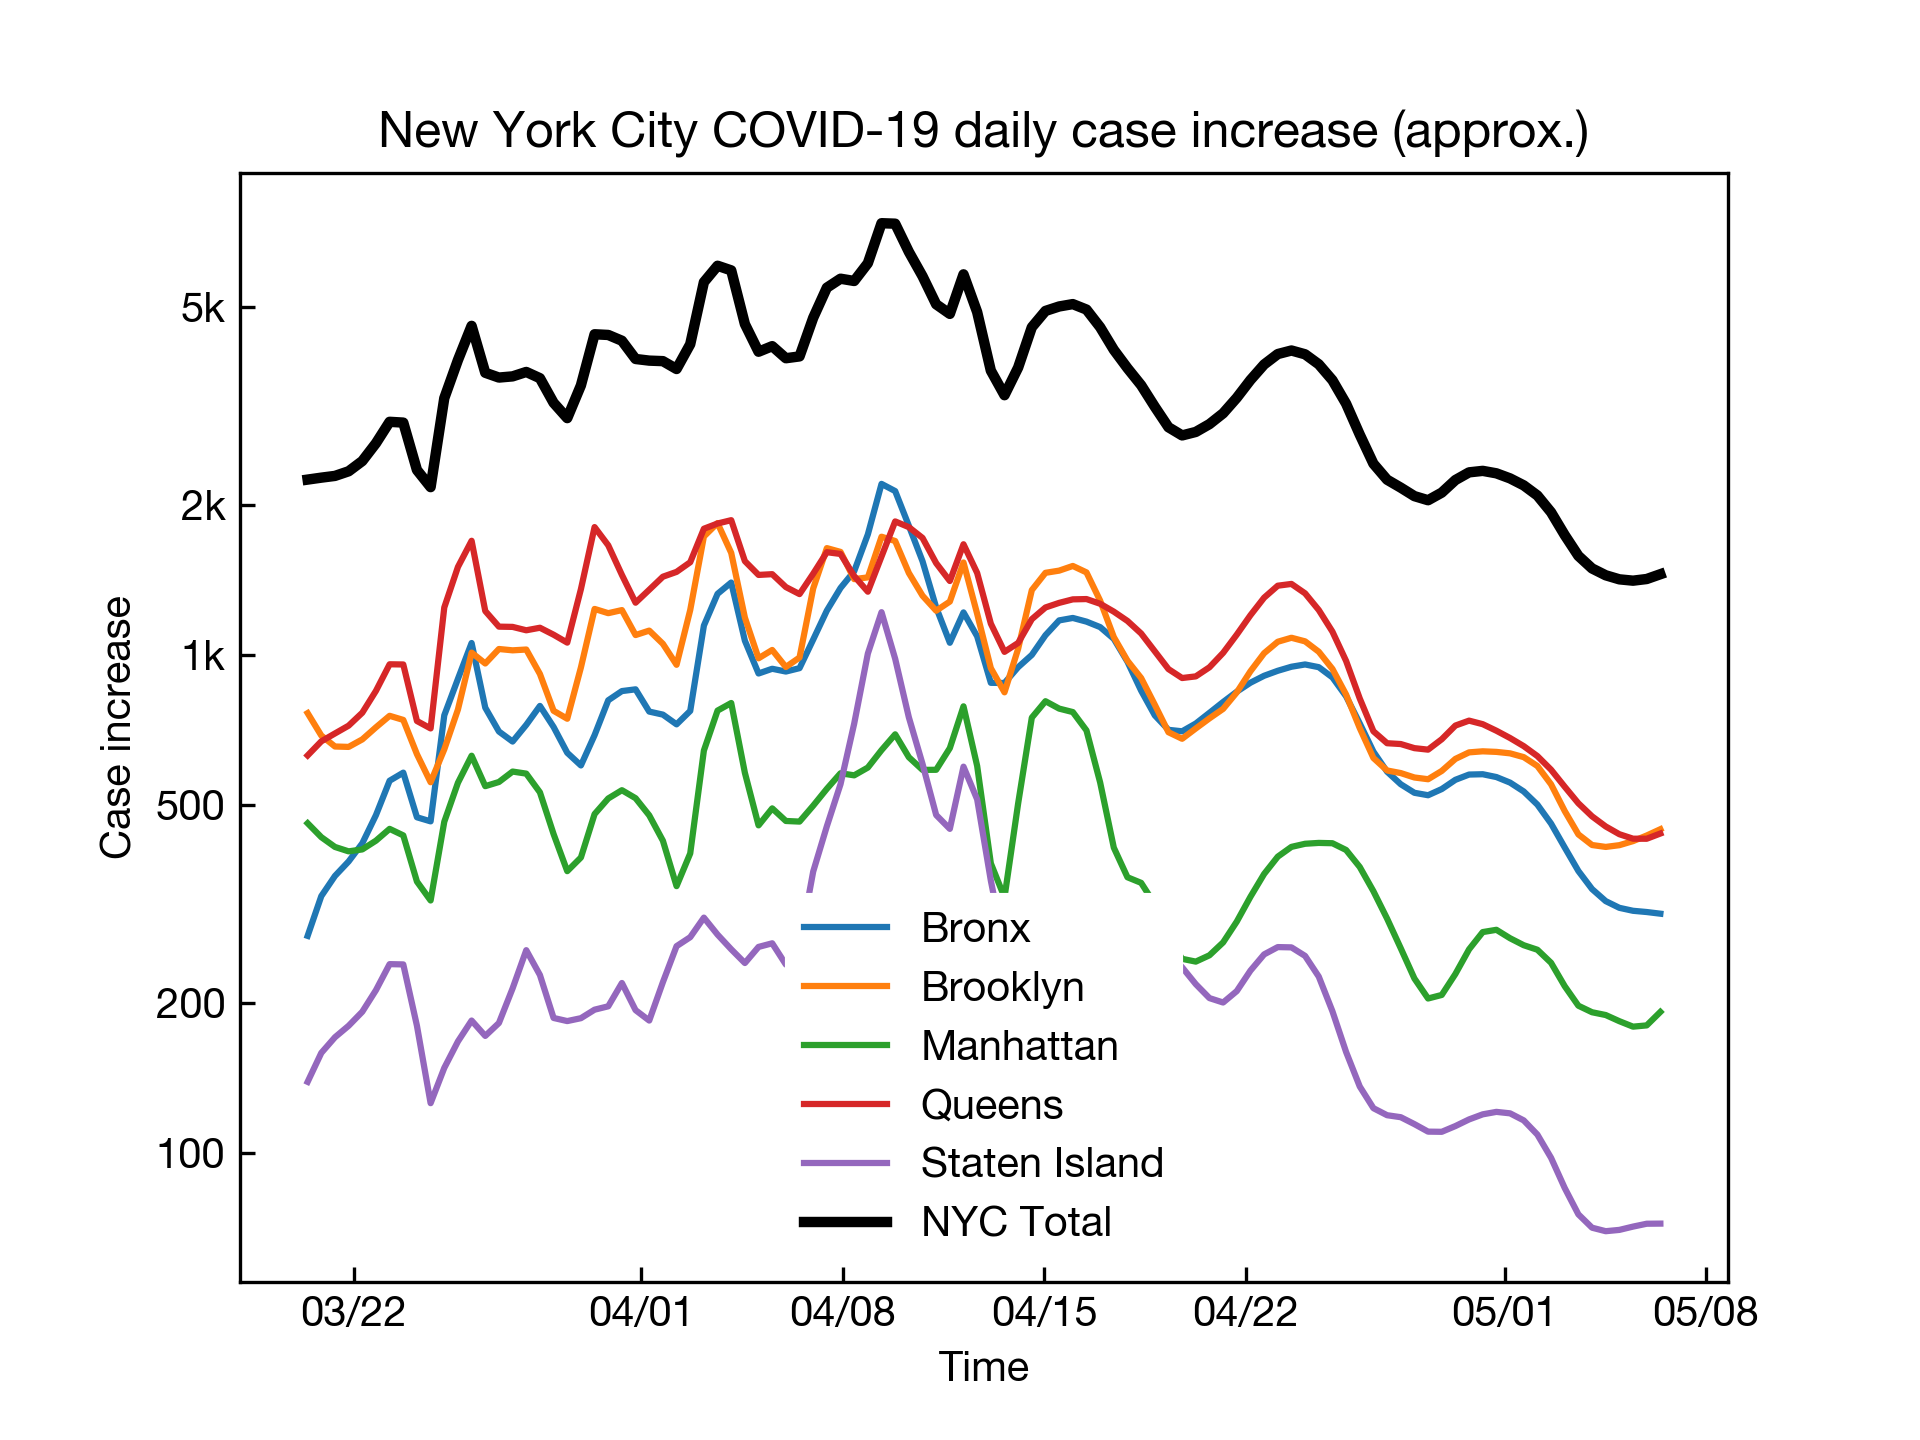 New York City COVID-19 daily case increase (approx.)
Case increase
5k
2k
1k
500
200
100
Bronx
Brooklyn
Manhattan
Queens
Staten Island
NYC Total
03/22 04/01 04/08 04/15 04/22 05/01 05/08
Time